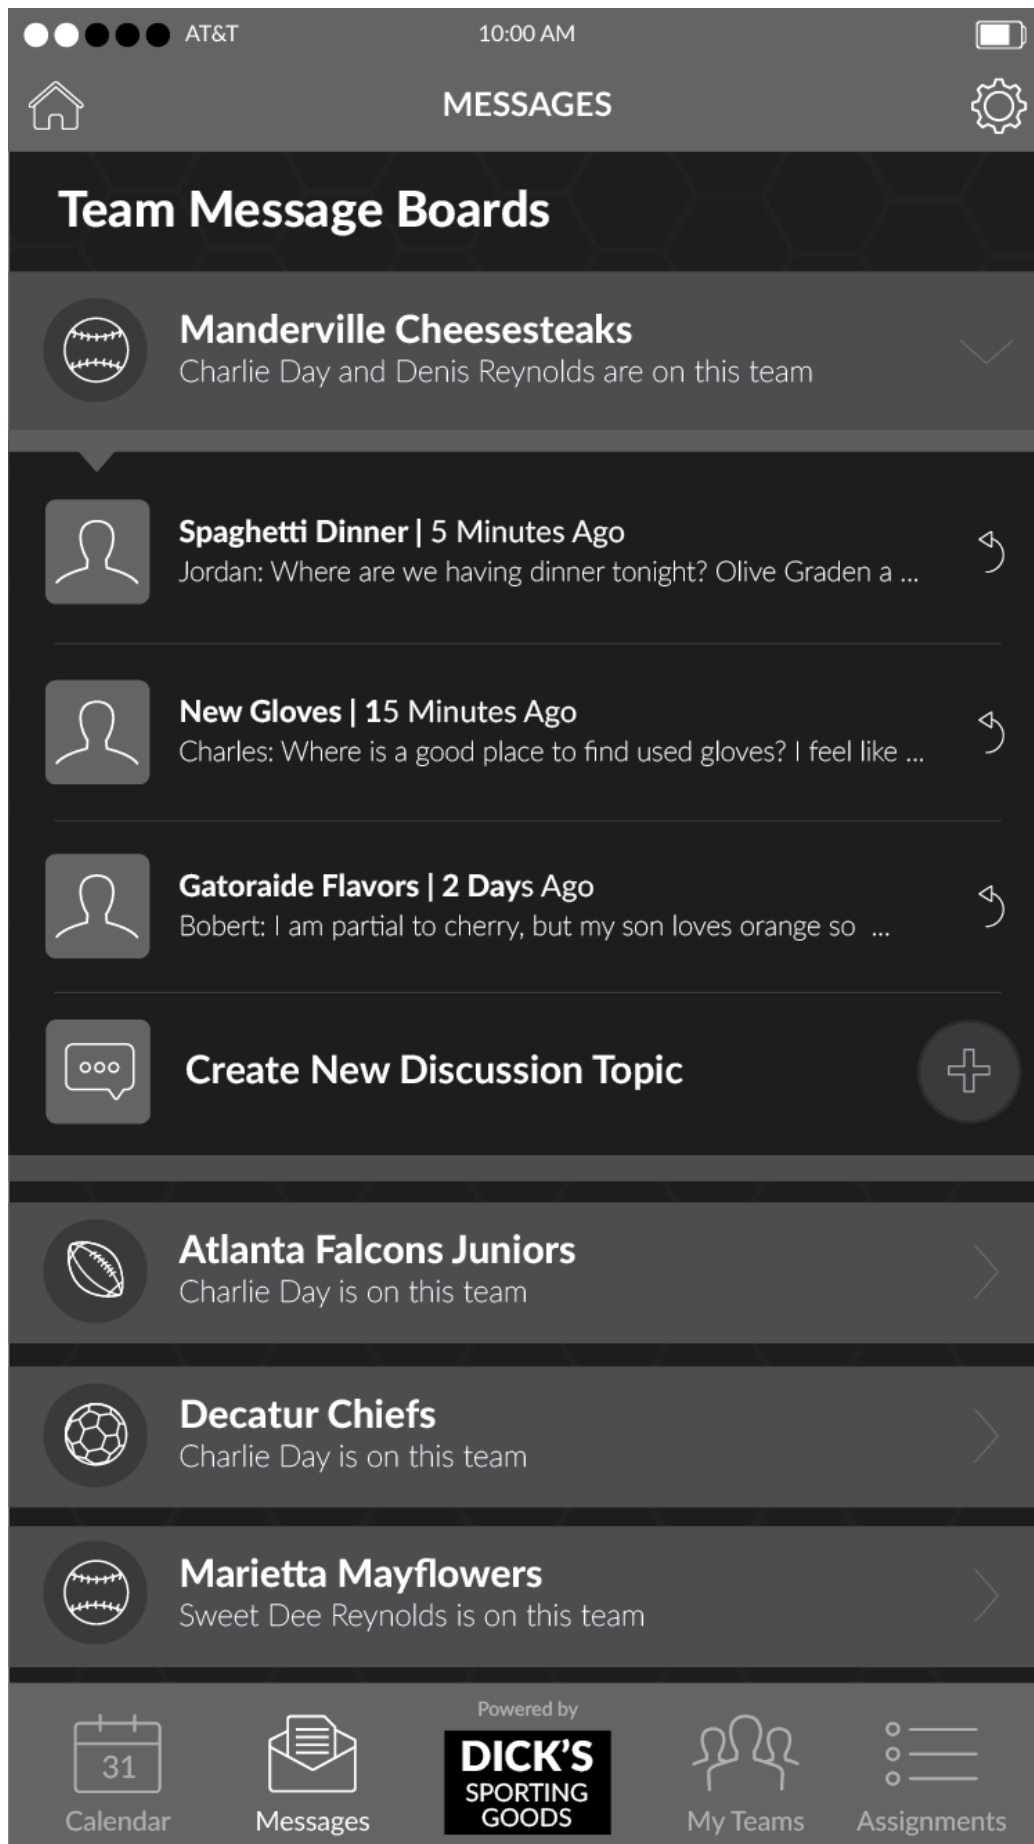 AT&T 10:00 AM
MESSAGES
Team Message Boards
Manderville Cheesesteaks
Charlie Day and Denis Reynolds are on this team
Spaghetti Dinner | 5 Minutes Ago
Jordan: Where are we having dinner tonight? Olive Graden a ...
New Gloves | 15 Minutes Ago
Charles: Where is a good place to find used gloves? I feel like ...
Gatoraide Flavors | 2 Days Ago
Bobert: I am partial to cherry, but my son loves orange so ...
Create New Discussion Topic
Atlanta Falcons Juniors
Charlie Day is on this team
Decatur Chiefs
Charlie Day is on this team
Marietta Mayflowers
Sweet Dee Reynolds is on this team
31
Calendar
Messages
Powered by
DICK'S
SPORTING
GOODS
My Teams
Assignments